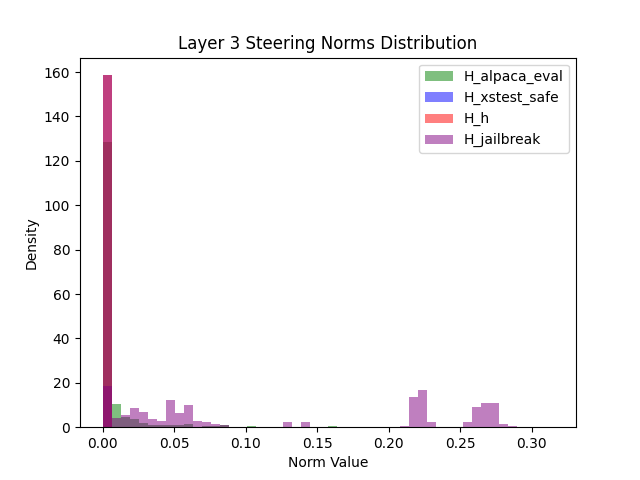 Layer 3 Steering Norms Distribution
H_alpaca_eval
H_xstest_safe
H_h
H_jailbreak
160
140
120
100
80
60
40
20
0
Density
0.00 0.05 0.10 0.15 0.20 0.25 0.30
Norm Value